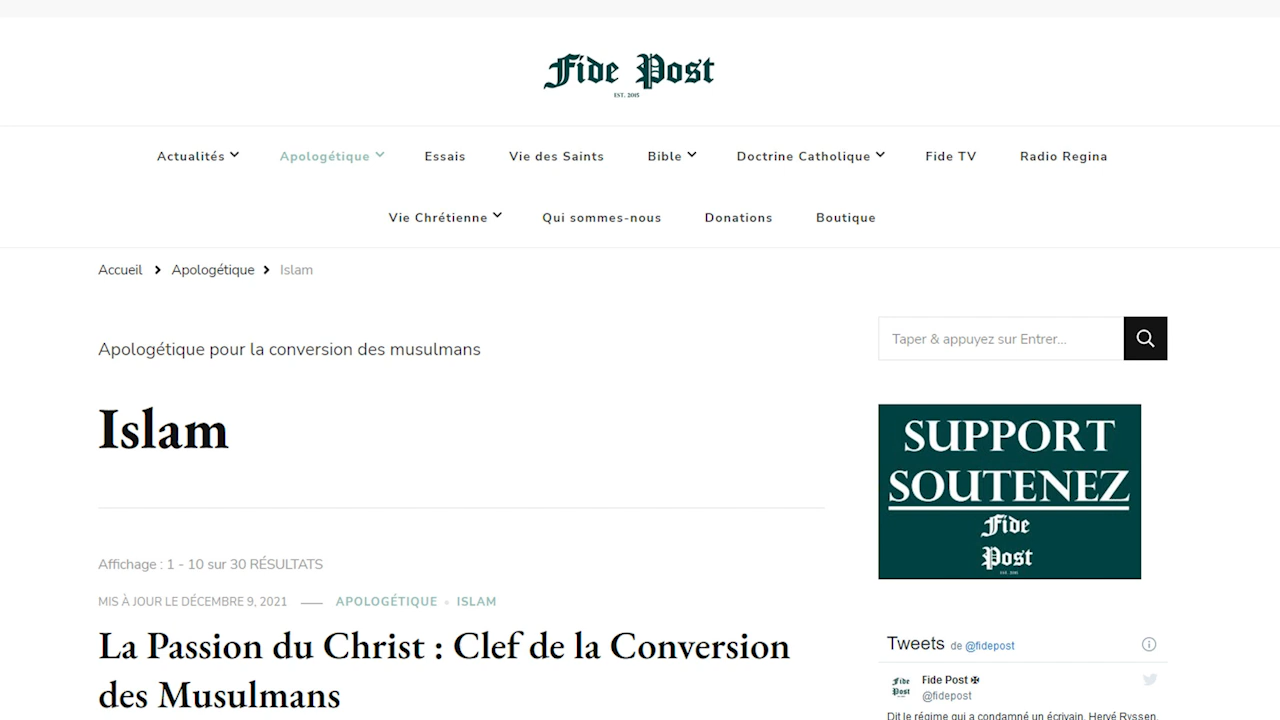 Fide Post
EST. 2015
Actualités Apologétique Essais Vie des Saints Bible Doctrine Catholique Fide TV Radio Regina
Vie Chrétienne Qui sommes-nous Donations Boutique
Accueil Apologétique Islam
Taper & appuyez sur Entrer...
Apologétique pour la conversion des musulmans
Islam
SUPPORT
SOUTENEZ
Fide
Post
Affichage : 1 - 10 sur 30 RÉSULTATS
MIS À JOUR LE DÉCEMBRE 9, 2021 APOLOGÉTIQUE ISLAM
La Passion du Christ : Clef de la Conversion
des Musulmans
Tweets de @fidepost
Fide Post ✠
@fidepost
Fide
Post
Dit le régime qui a condamné un écrivain, Hervé Ryssen,